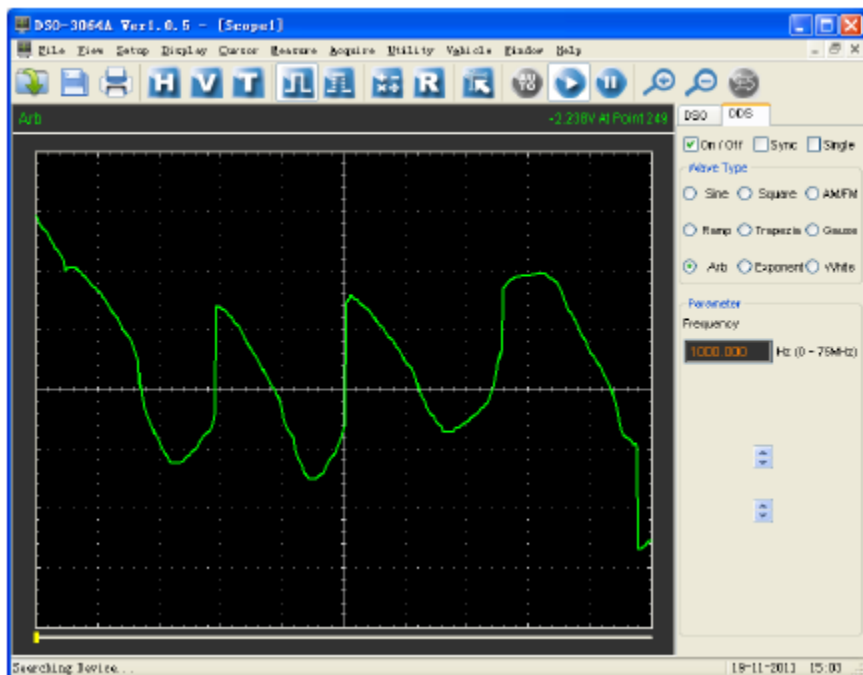 DSO-3064A Ver1.0.5 - [Scope1]
File View Setup Display Cursor Measure Acquire Utility Vehicle Window Help
H V T R
Arb -2.238V At Point 249
DSO DDS
On / Off Sync Single
Wave Type
Sine Square AM/FM
Ramp Trapezia Gause
Arb Exponent White
Parameter
Frequency
1000.000 Hz (0 ~ 75MHz)
Searching Device... 19-11-2011 15:03